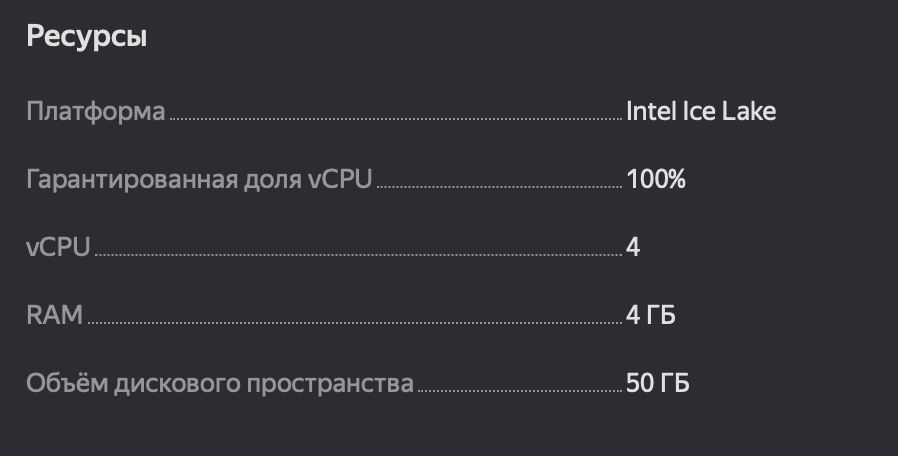 Ресурсы
Платформа Intel Ice Lake
Гарантированная доля vCPU 100%
vCPU 4
RAM 4 ГБ
Объём дискового пространства 50 ГБ